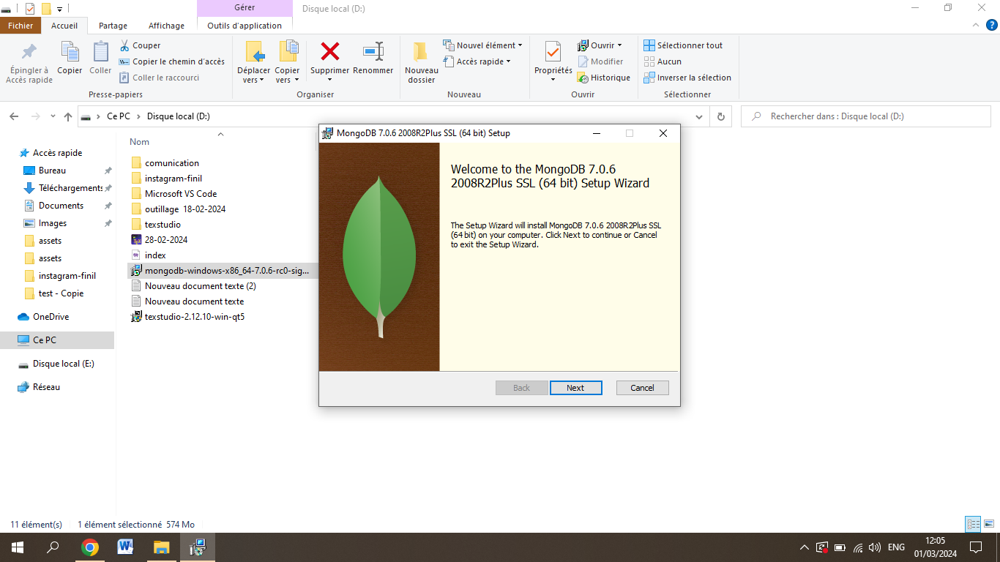 Gérer
Disque local (D:)
Fichier
Accueil
Partage
Affichage
Outils d'application
Épingler à
Accès rapide
Copier
Coller
Couper
Copier le chemin d'accès
Coller le raccourci
Presse-papiers
Déplacer
vers
Copier
vers
Supprimer
Renommer
Organiser
Nouveau
dossier
Nouvel élément
Accès rapide
Nouveau
Propriétés
Ouvrir
Modifier
Historique
Ouvrir
Sélectionner tout
Aucun
Inverser la sélection
Sélectionner
Ce PC
Disque local (D:)
Rechercher dans : Disque local (D:)
Accès rapide
Bureau
Téléchargements
Documents
Images
assets
assets
instagram-finil
test - Copie
OneDrive
Ce PC
Disque local (E:)
Réseau
Nom
comunication
instagram-finil
Microsoft VS Code
outillage 18-02-2024
texstudio
28-02-2024
index
mongodb-windows-x86_64-7.0.6-rc0-sig...
Nouveau document texte (2)
Nouveau document texte
texstudio-2.12.10-win-qt5
MongoDB 7.0.6 2008R2Plus SSL (64 bit) Setup
Welcome to the MongoDB 7.0.6
2008R2Plus SSL (64 bit) Setup Wizard
The Setup Wizard will install MongoDB 7.0.6 2008R2Plus SSL
(64 bit) on your computer. Click Next to continue or Cancel
to exit the Setup Wizard.
Back
Next
Cancel
11 élément(s)
1 élément sélectionné 574 Mo
ENG
12:05
01/03/2024